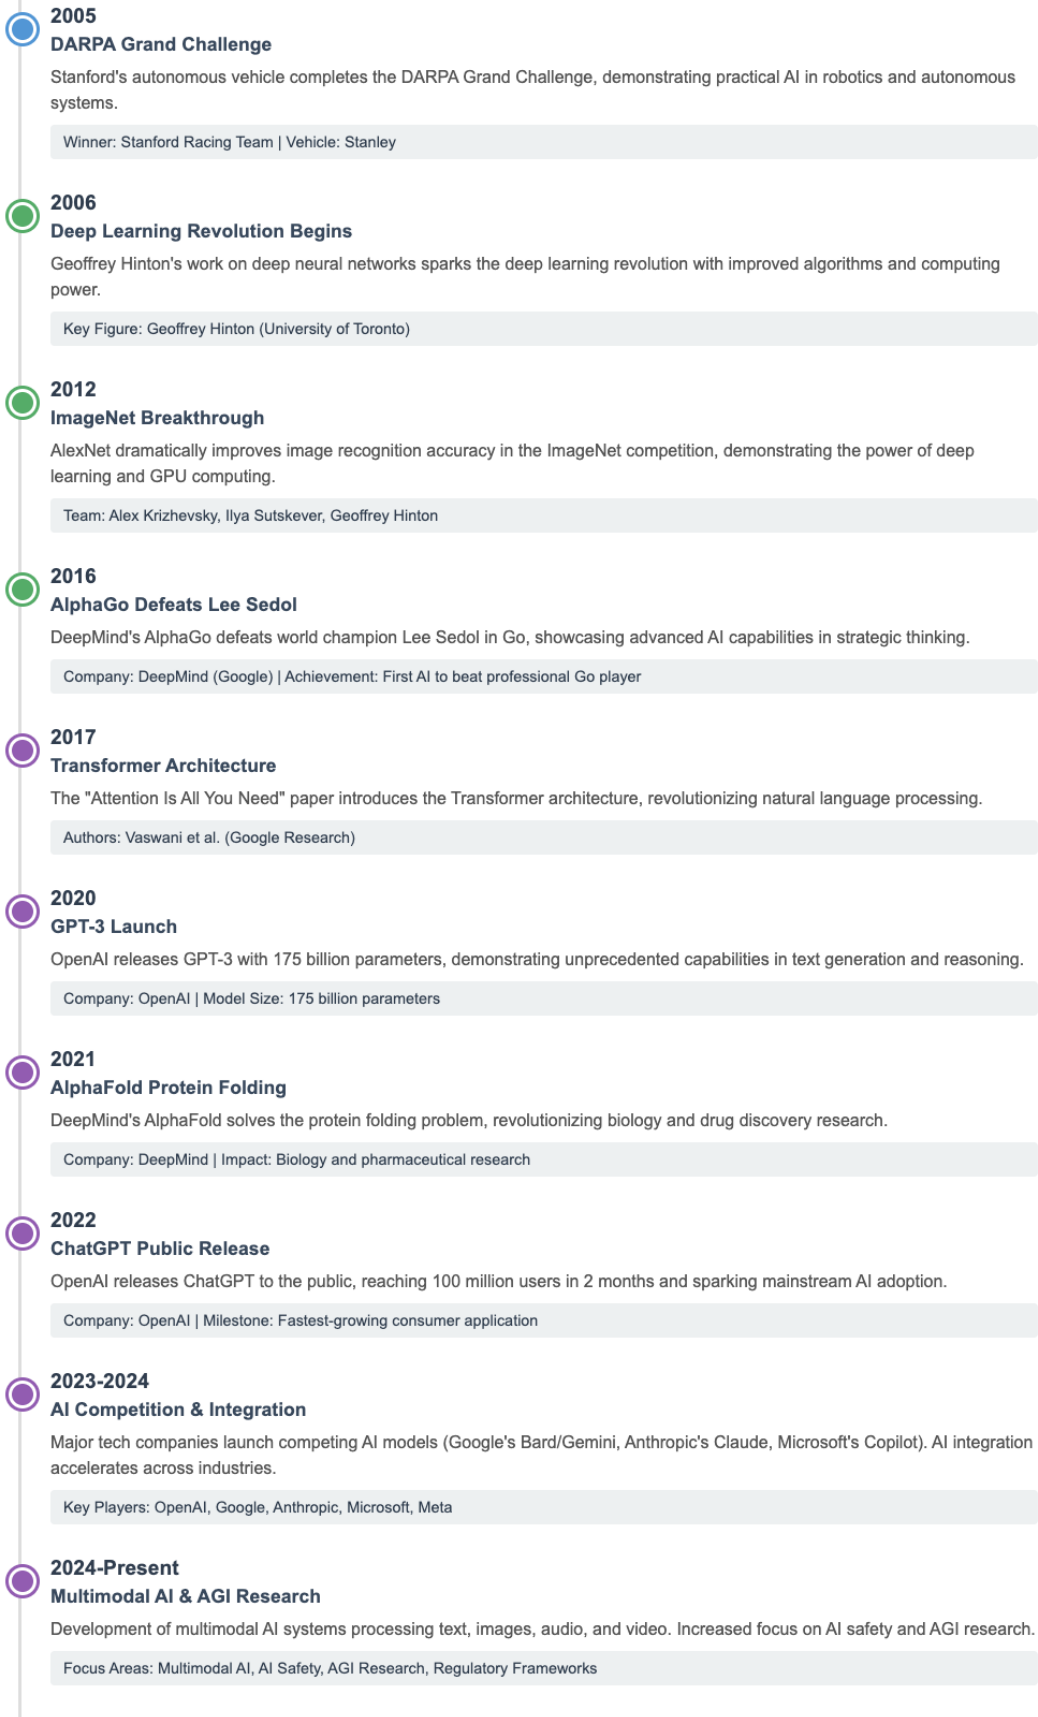 2005
DARPA Grand Challenge
Stanford's autonomous vehicle completes the DARPA Grand Challenge, demonstrating practical AI in robotics and autonomous
systems.
Winner: Stanford Racing Team | Vehicle: Stanley
2006
Deep Learning Revolution Begins
Geoffrey Hinton's work on deep neural networks sparks the deep learning revolution with improved algorithms and computing
power.
Key Figure: Geoffrey Hinton (University of Toronto)
2012
ImageNet Breakthrough
AlexNet dramatically improves image recognition accuracy in the ImageNet competition, demonstrating the power of deep
learning and GPU computing.
Team: Alex Krizhevsky, Ilya Sutskever, Geoffrey Hinton
2016
AlphaGo Defeats Lee Sedol
DeepMind's AlphaGo defeats world champion Lee Sedol in Go, showcasing advanced AI capabilities in strategic thinking.
Company: DeepMind (Google) | Achievement: First AI to beat professional Go player
2017
Transformer Architecture
The "Attention Is All You Need" paper introduces the Transformer architecture, revolutionizing natural language processing.
Authors: Vaswani et al. (Google Research)
2020
GPT-3 Launch
OpenAI releases GPT-3 with 175 billion parameters, demonstrating unprecedented capabilities in text generation and reasoning.
Company: OpenAI | Model Size: 175 billion parameters
2021
AlphaFold Protein Folding
DeepMind's AlphaFold solves the protein folding problem, revolutionizing biology and drug discovery research.
Company: DeepMind | Impact: Biology and pharmaceutical research
2022
ChatGPT Public Release
OpenAI releases ChatGPT to the public, reaching 100 million users in 2 months and sparking mainstream AI adoption.
Company: OpenAI | Milestone: Fastest-growing consumer application
2023-2024
AI Competition & Integration
Major tech companies launch competing AI models (Google's Bard/Gemini, Anthropic's Claude, Microsoft's Copilot). AI integration
accelerates across industries.
Key Players: OpenAI, Google, Anthropic, Microsoft, Meta
2024-Present
Multimodal AI & AGI Research
Development of multimodal AI systems processing text, images, audio, and video. Increased focus on AI safety and AGI research.
Focus Areas: Multimodal AI, AI Safety, AGI Research, Regulatory Frameworks